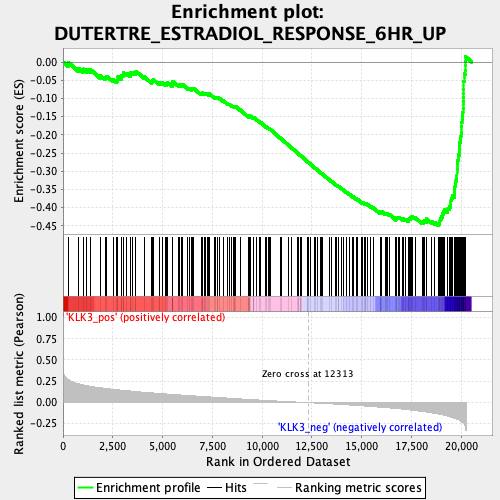 Enrichment plot:
DUTERTRE_ESTRADIOL_RESPONSE_6HR_UP
Enrichment score (ES)
0.00
-0.05
-0.10
-0.15
-0.20
-0.25
-0.30
-0.35
-0.40
-0.45
'KLK3_pos' (positively correlated)
Ranked list metric (Pearson)
1.00
0.75
0.50
0.25
0.00
-0.25
Zero cross at 12313
'KLK3_neg' (negatively correlated)
0
2,500
5,000
7,500
10,000
12,500
15,000
17,500
20,000
Rank in Ordered Dataset
Enrichment profile
Hits
Ranking metric scores